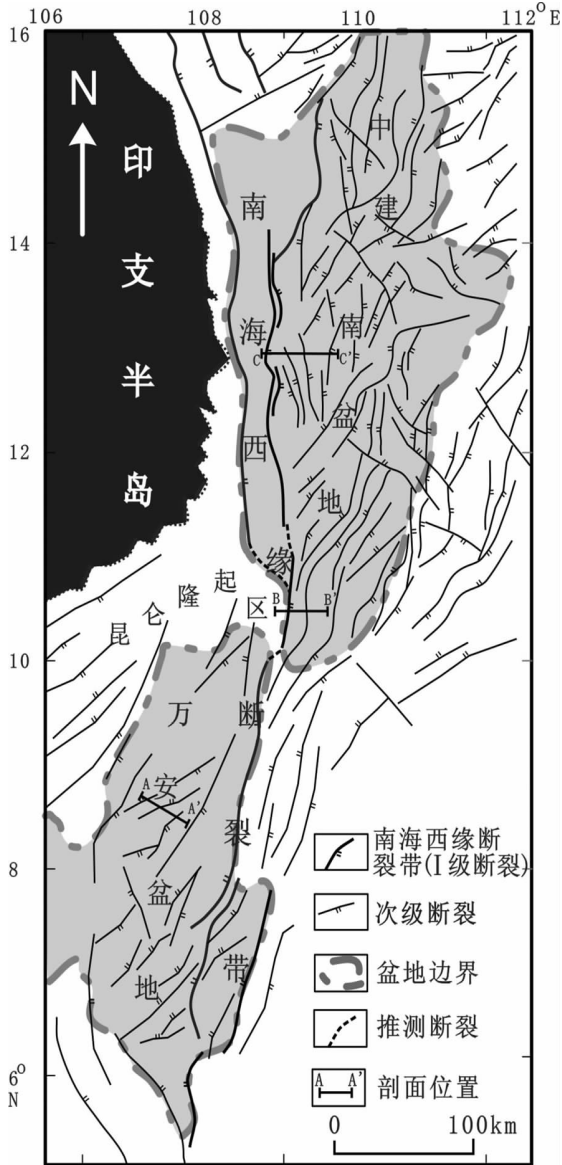 106 108 110 112°E
16
14
12
10
8
6°
N
N
印支半岛
中建南盆地
南海西缘断裂带
C C'
B B'
昆仑隆起区
万安盆地
A A'
南海西缘断
裂带(I级断裂)
次级断裂
盆地边界
推测断裂
A A'
剖面位置
0 100km